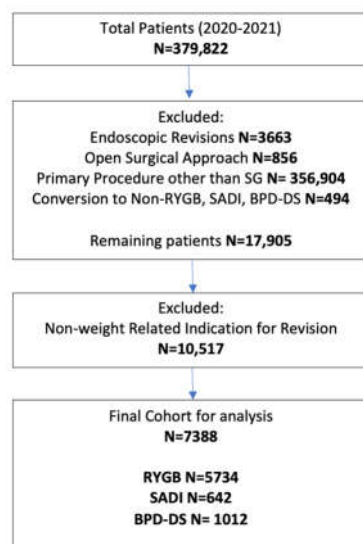 Total Patients (2020-2021)
N=379,822
Excluded:
Endoscopic Revisions N=3663
Open Surgical Approach N=856
Primary Procedure other than SG N= 356,904
Conversion to Non-RYGB, SADI, BPD-DS N=494
Remaining patients N=17,905
Excluded:
Non-weight Related Indication for Revision
N=10,517
Final Cohort for analysis
N=7388
RYGB N=5734
SADI N=642
BPD-DS N= 1012